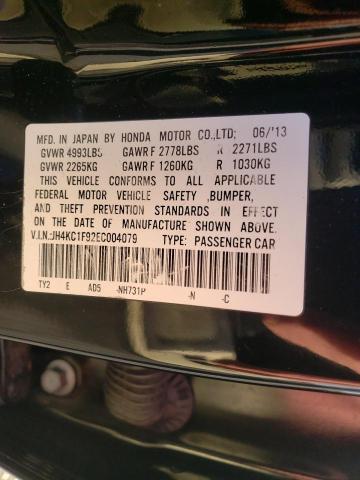 MFD. IN JAPAN BY HONDA MOTOR CO.,LTD; 06/'13
GVWR 4993LBS GAWR F 2778LBS R 2271LBS
GVWR 2265KG GAWR F 1260KG R 1030KG
THIS VEHICLE CONFORMS TO ALL APPLICABLE
FEDERAL MOTOR VEHICLE SAFETY ,BUMPER,
AND THEFT PREVENTION STANDARDS IN EFFECT
ON THE DATE OF MANUFACTURE SHOWN ABOVE.
V.I.N.:JH4KC1F92EC004079 TYPE: PASSENGER CAR
TY2 E AD5 -NH731P -N -C